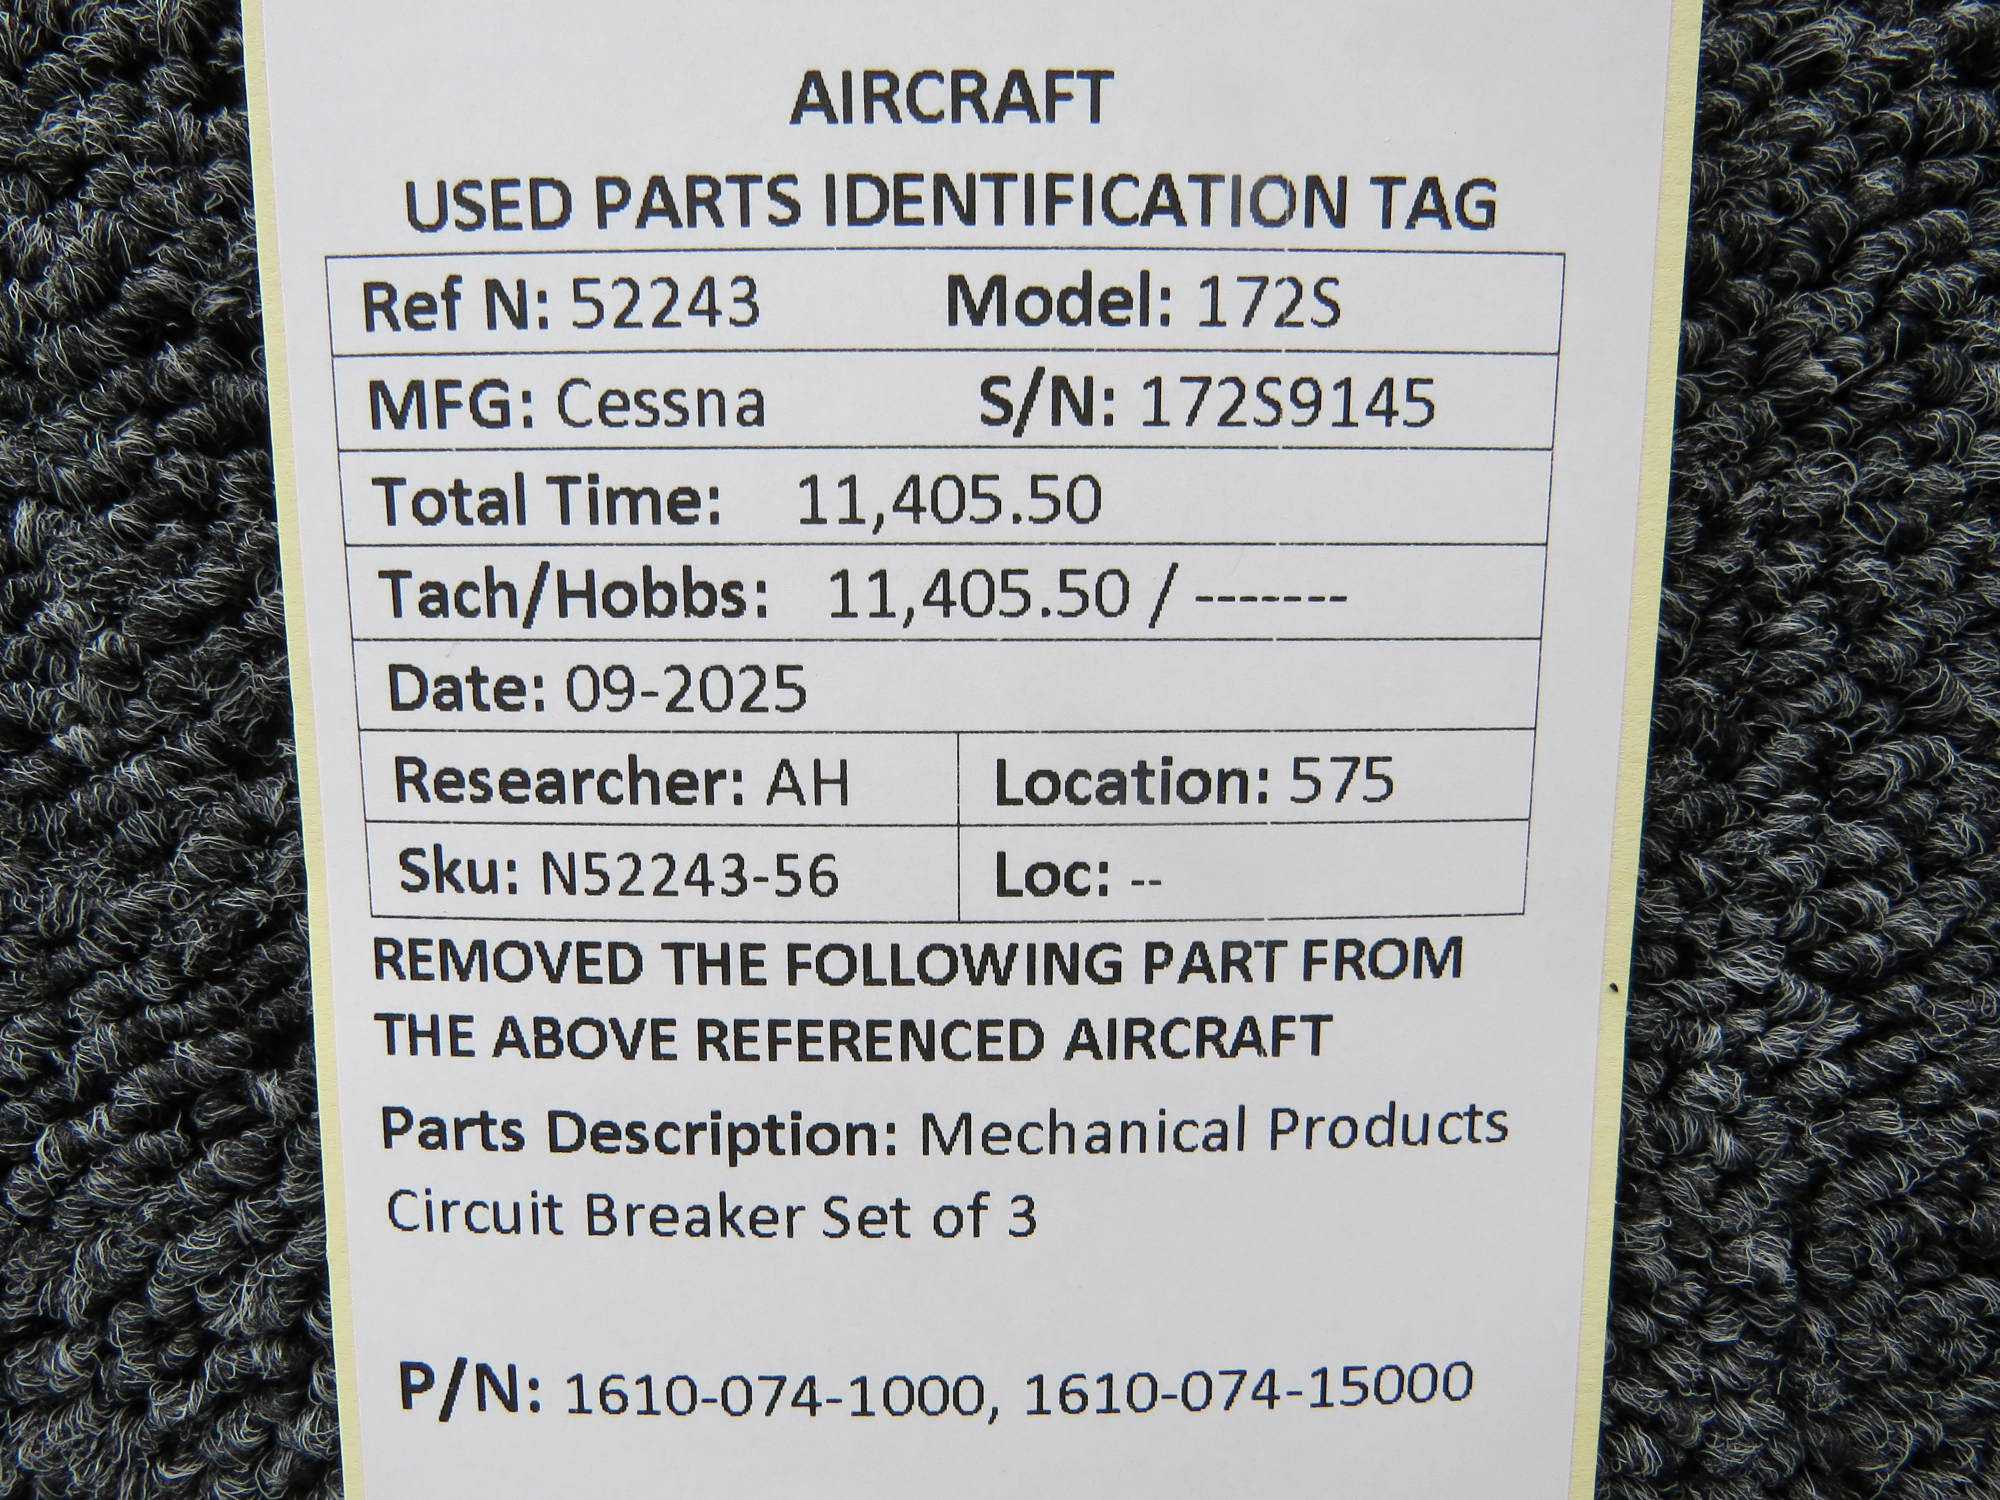 AIRCRAFT
USED PARTS IDENTIFICATION TAG
Ref N: 52243 Model: 172S
MFG: Cessna S/N: 172S9145
Total Time: 11,405.50
Tach/Hobbs: 11,405.50 / -------
Date: 09-2025
Researcher: AH Location: 575
Sku: N52243-56 Loc: --
REMOVED THE FOLLOWING PART FROM
THE ABOVE REFERENCED AIRCRAFT
Parts Description: Mechanical Products
Circuit Breaker Set of 3
P/N: 1610-074-1000, 1610-074-15000